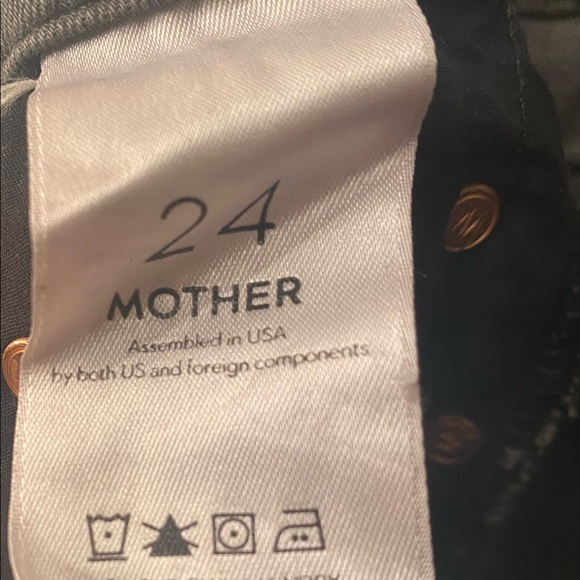 24
MOTHER
Assembled in USA
by both US and foreign components